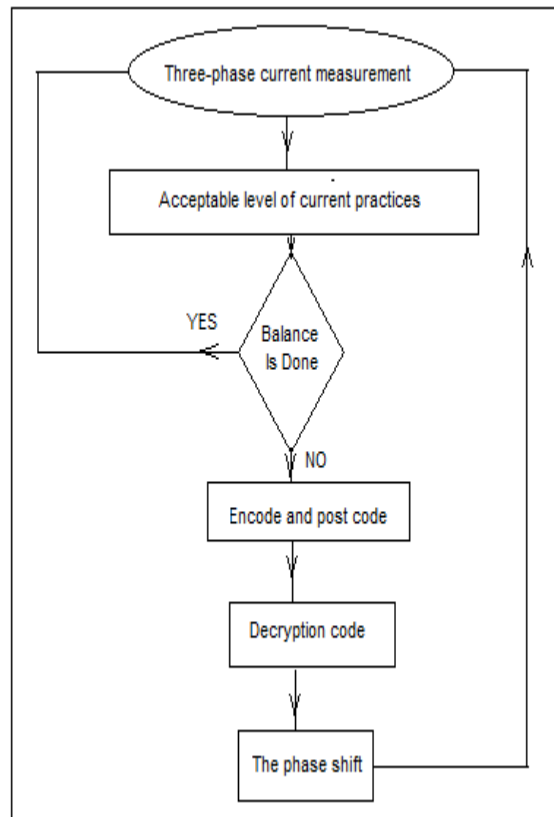 Three-phase current measurement
Acceptable level of current practices
YES
Balance
Is Done
NO
Encode and post code
Decryption code
The phase shift